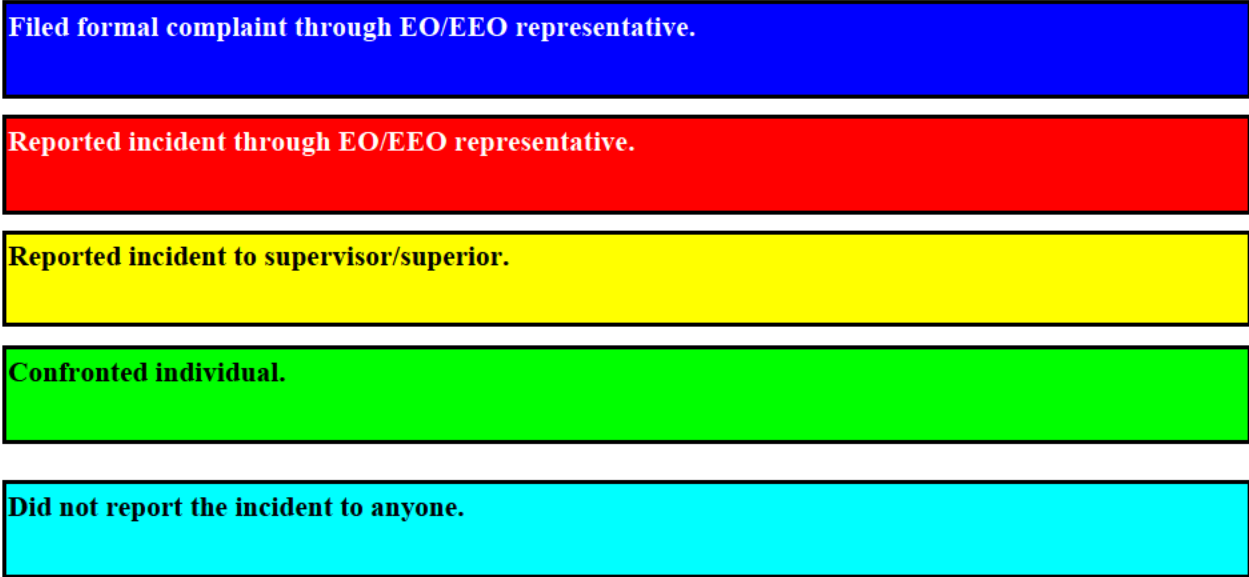 Filed formal complaint through EO/EEO representative.
Reported incident through EO/EEO representative.
Reported incident to supervisor/superior.
Confronted individual.
Did not report the incident to anyone.